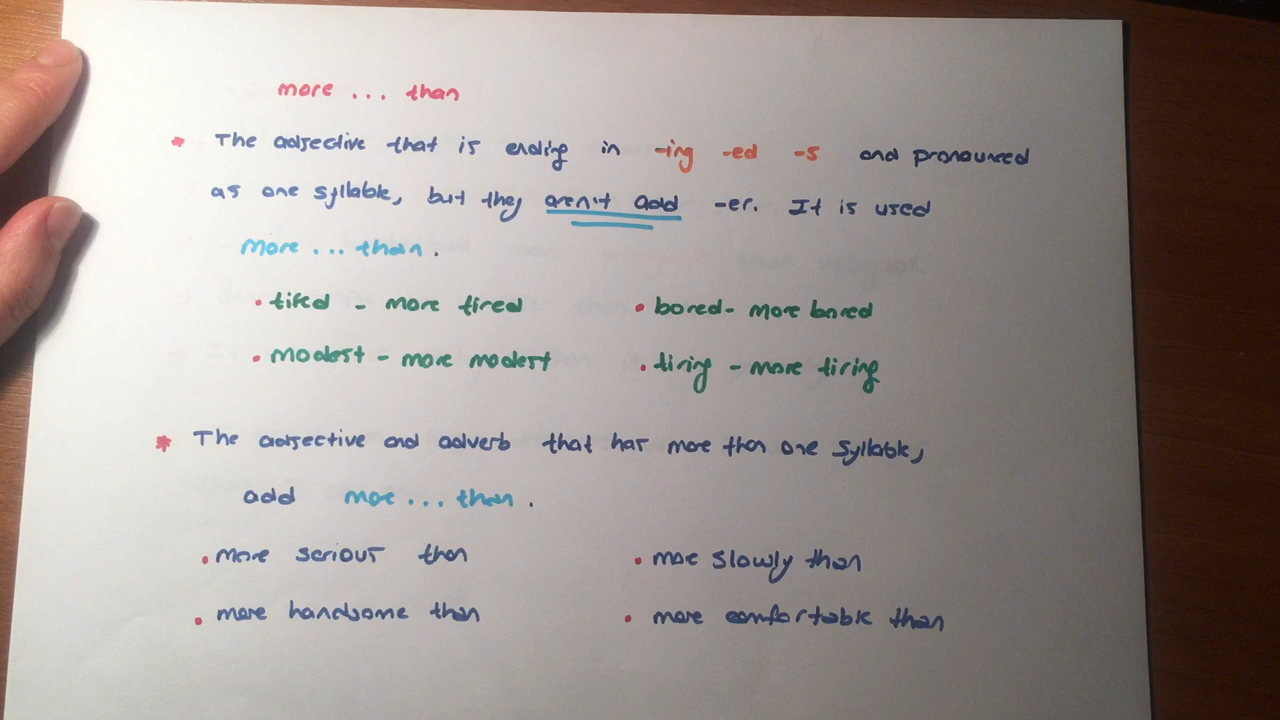 more ... than
* The adjective that is ending in -ing -ed -s and pronounced
as one syllable, but they aren't add -er. It is used
more ... than.
• tired - more tired • bored - more bored
• modest - more modest • tiring - more tiring
* The adjective and adverb that has more than one syllable,
add more ... than.
• more serious than • more slowly than
• more handsome than • more comfortable than